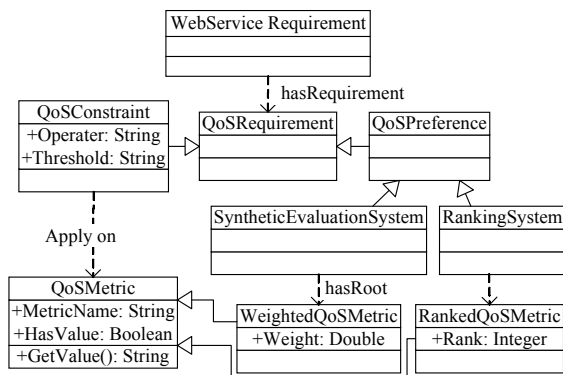 WebService Requirement
hasRequirement
QoSConstraint
+Operater: String
+Threshold: String
QoSRequirement
QoSPreference
SyntheticEvaluationSystem
RankingSystem
Apply on
hasRoot
QoSMetric
+MetricName: String
+HasValue: Boolean
+GetValue(): String
WeightedQoSMetric
+Weight: Double
RankedQoSMetric
+Rank: Integer